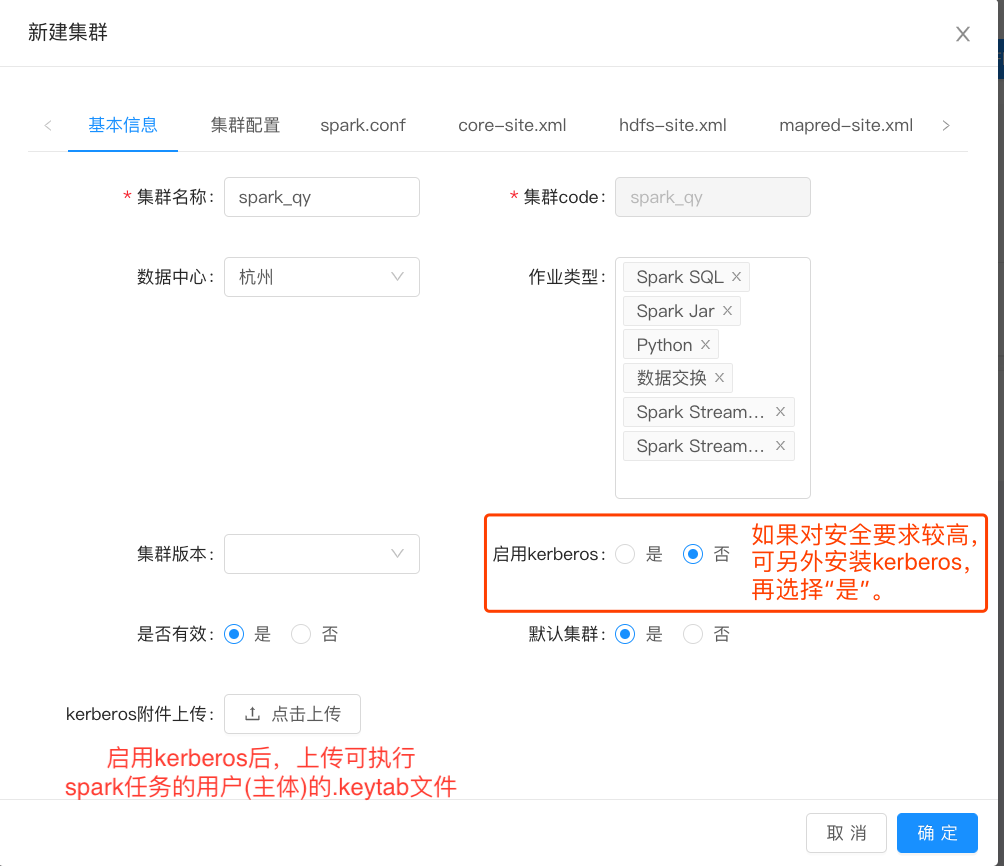 新建集群
基本信息 集群配置 spark.conf core-site.xml hdfs-site.xml mapred-site.xml
* 集群名称: spark_qy * 集群code: spark_qy
数据中心: 杭州 作业类型: Spark SQL
Spark Jar
Python
数据交换
Spark Stream...
Spark Stream...
集群版本: 启用kerberos: 是 否
如果对安全要求较高，
可另外安装kerberos，
再选择“是”。
是否有效: 是 否 默认集群: 是 否
kerberos附件上传: 点击上传
启用kerberos后，上传可执行
spark任务的用户(主体)的.keytab文件
取 消 确 定